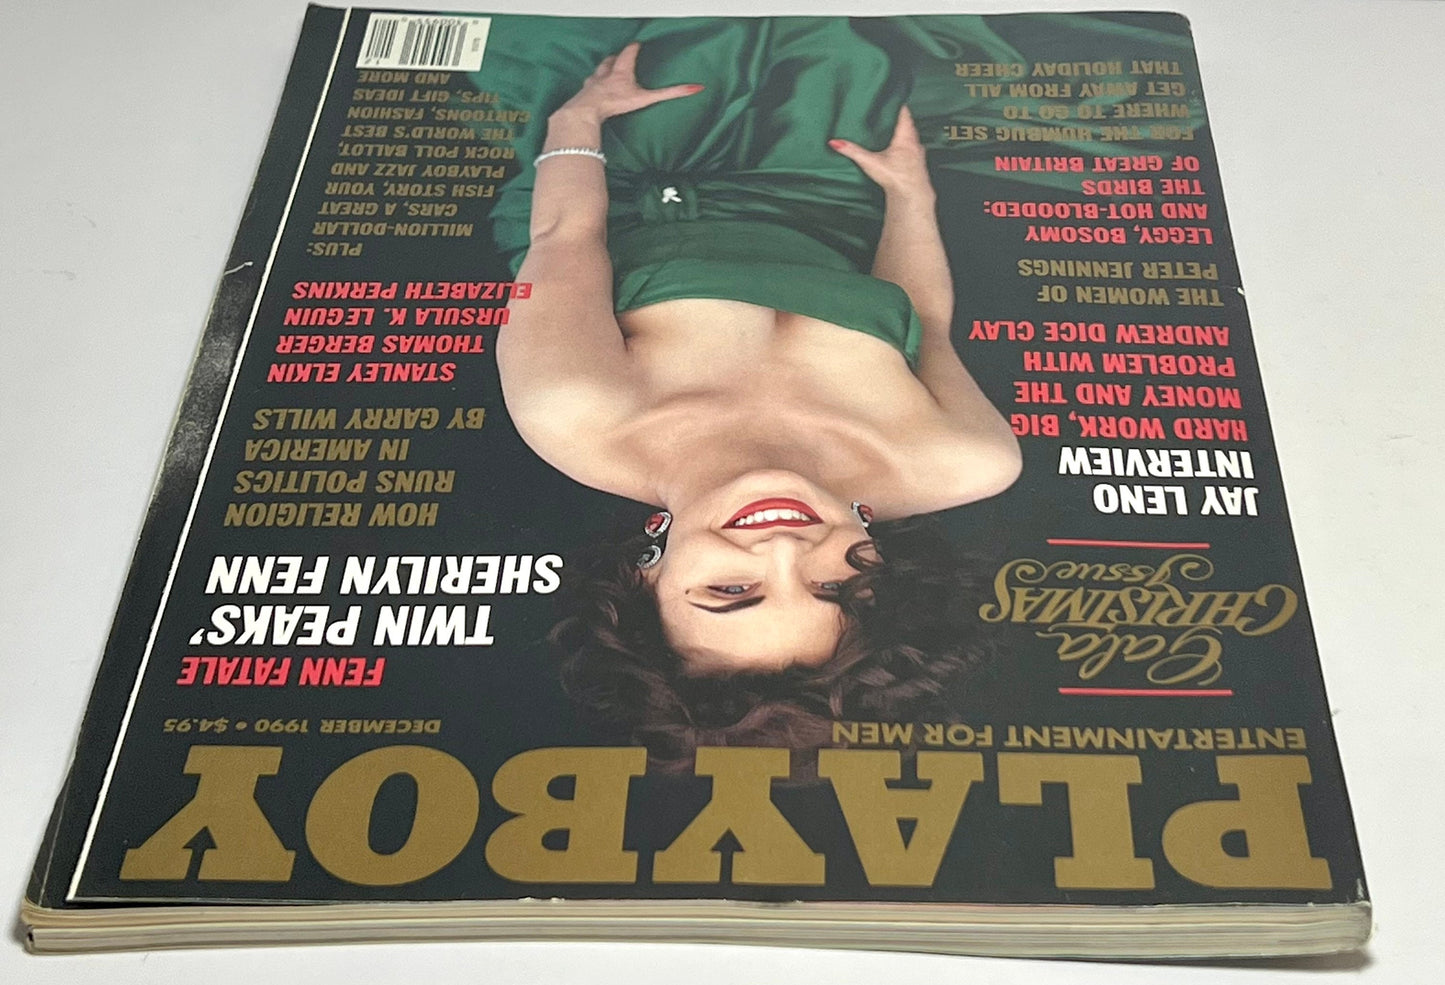 PLAYBOY
ENTERTAINMENT FOR MEN
DECEMBER 1990 • $4.95
Gala
CHRISTMAS
Issue
JAY LENO
INTERVIEW
HARD WORK, BIG
MONEY AND THE
PROBLEM WITH
ANDREW DICE CLAY
THE WOMEN OF
PETER JENNINGS
LEGGY, BOSOMY
AND HOT-BLOODED:
THE BIRDS
OF GREAT BRITAIN
FOR THE HUMBUG SET:
WHERE TO GO TO
GET AWAY FROM ALL
THAT HOLIDAY CHEER
FENN FATALE
TWIN PEAKS'
SHERILYN FENN
HOW RELIGION
RUNS POLITICS
IN AMERICA
BY GARRY WILLS
STANLEY ELKIN
THOMAS BERGER
URSULA K. LEGUIN
ELIZABETH PERKINS
PLUS:
MILLION-DOLLAR
CARS, A GREAT
FISH STORY, YOUR
PLAYBOY JAZZ AND
ROCK POLL BALLOT,
THE WORLD'S BEST
CARTOONS, FASHION,
TIPS, GIFT IDEAS
AND MORE